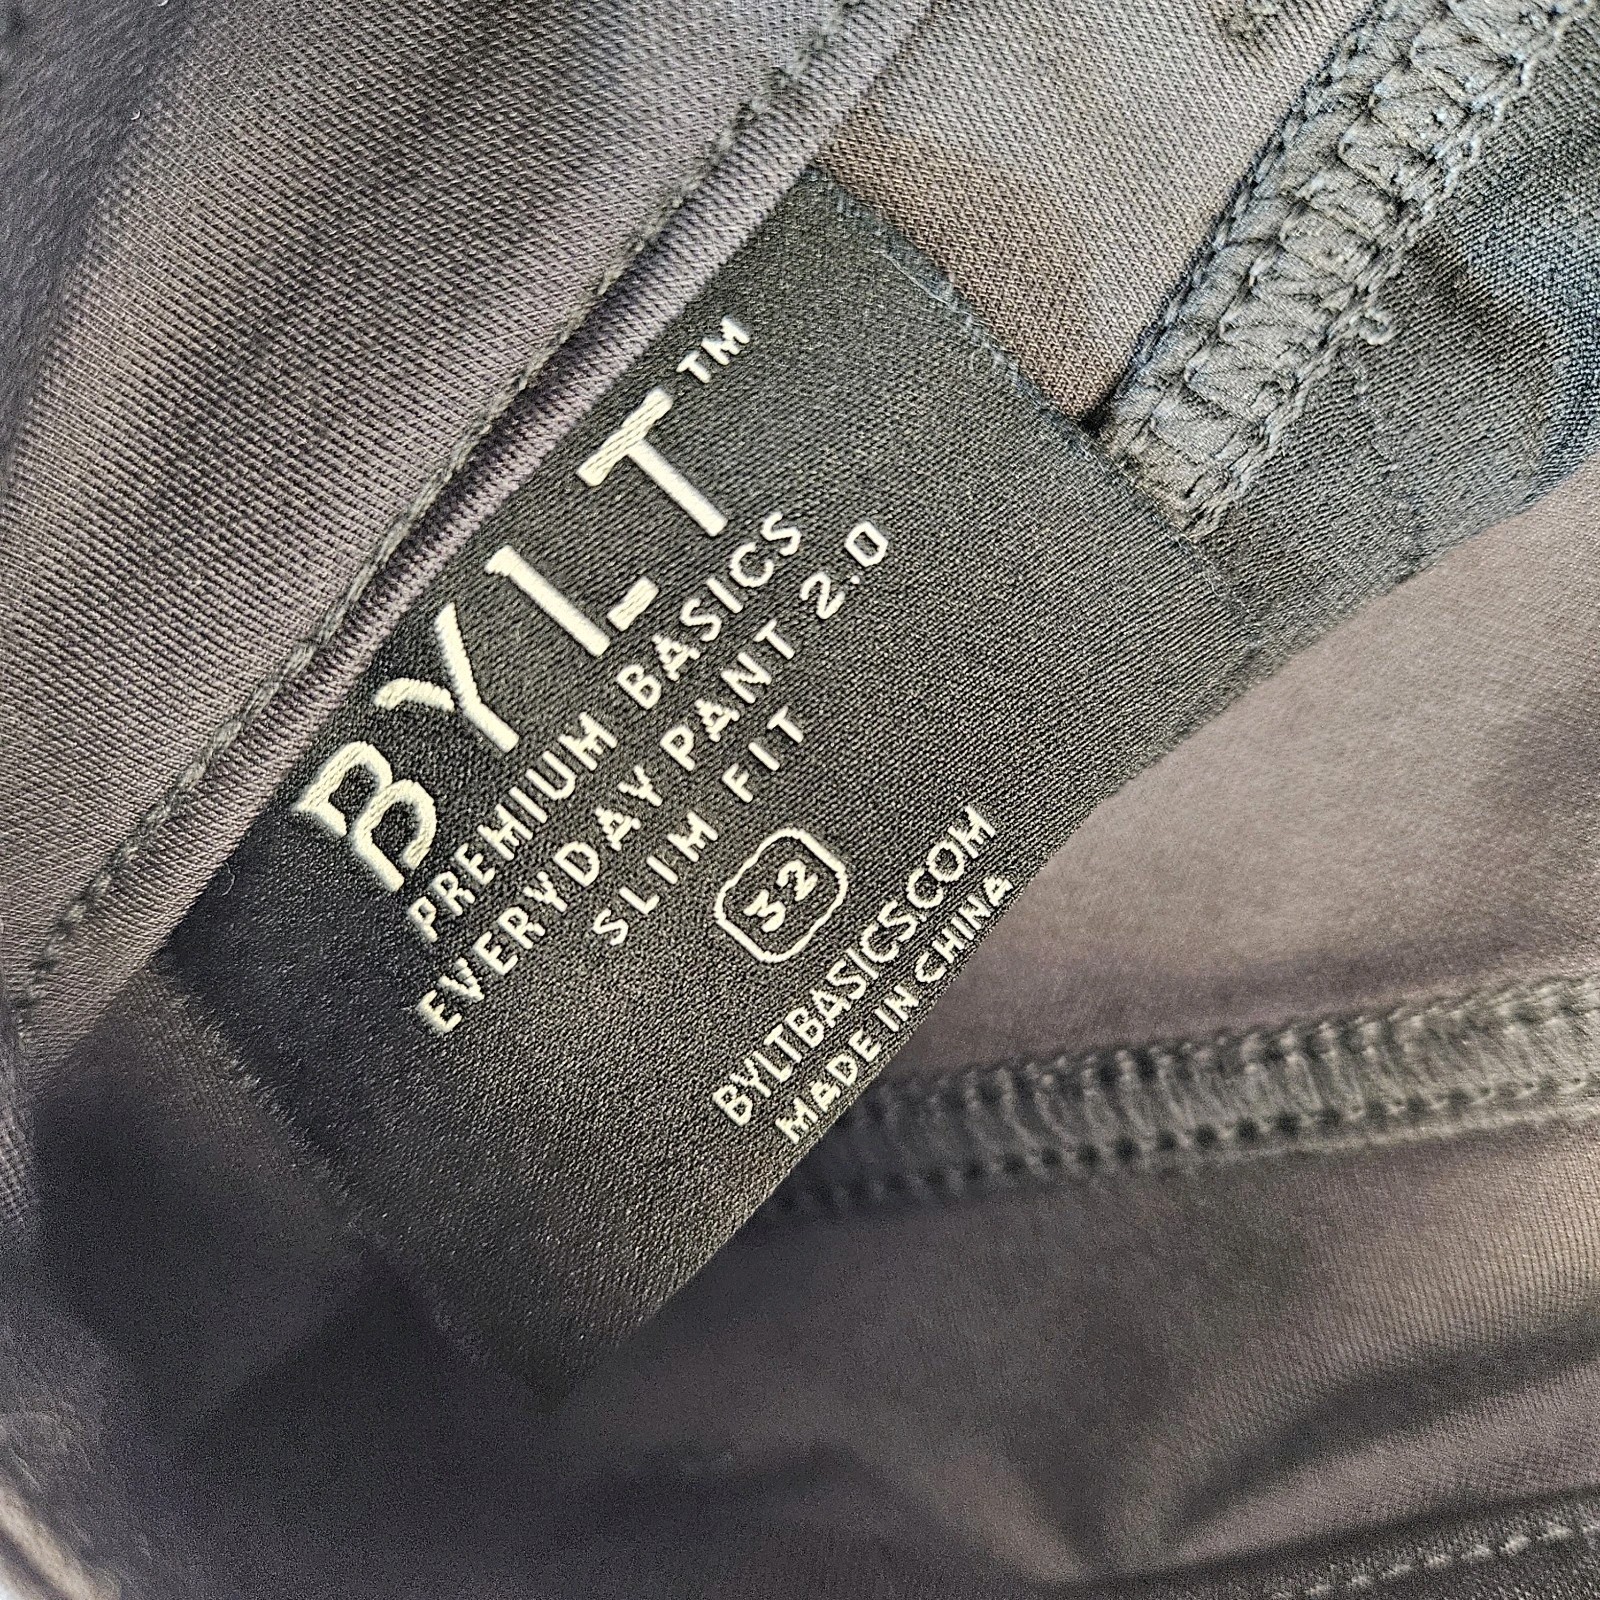 BYLT™
PREMIUM BASICS
EVERYDAY PANT 2.0
SLIM FIT
32
BYLTBASICS.COM
MADE IN CHINA